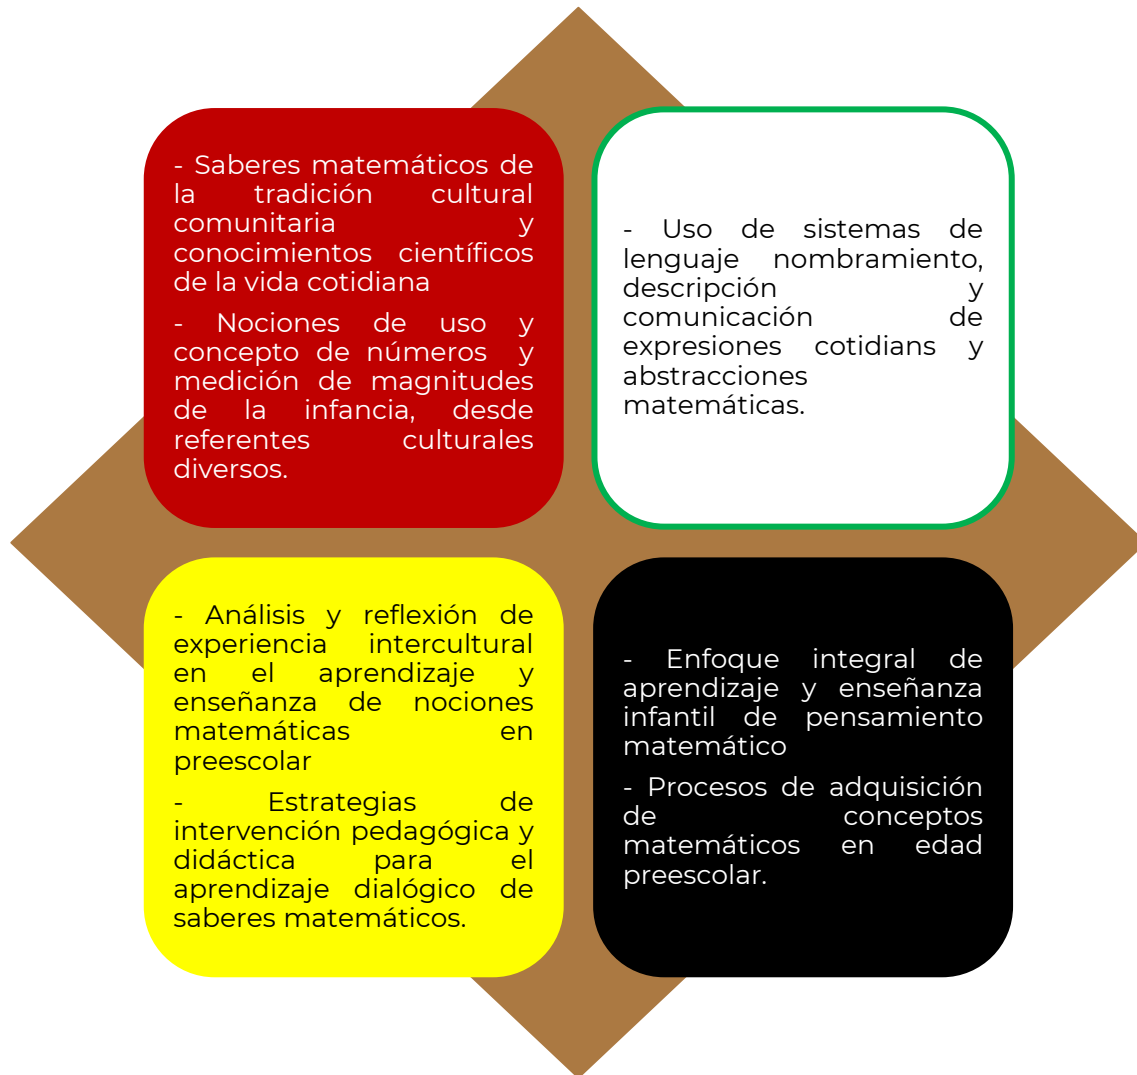 - Saberes matemáticos de
la tradición cultural
comunitaria y
conocimientos científicos
de la vida cotidiana
- Nociones de uso y
concepto de números y
medición de magnitudes
de la infancia, desde
referentes culturales
diversos.
- Uso de sistemas de
lenguaje nombramiento,
descripción y
comunicación de
expresiones cotidians y
abstracciones
matemáticas.
- Análisis y reflexión de
experiencia intercultural
en el aprendizaje y
enseñanza de nociones
matemáticas en
preescolar
- Estrategias de
intervención pedagógica y
didáctica para el
aprendizaje dialógico de
saberes matemáticos.
- Enfoque integral de
aprendizaje y enseñanza
infantil de pensamiento
matemático
- Procesos de adquisición
de conceptos
matemáticos en edad
preescolar.